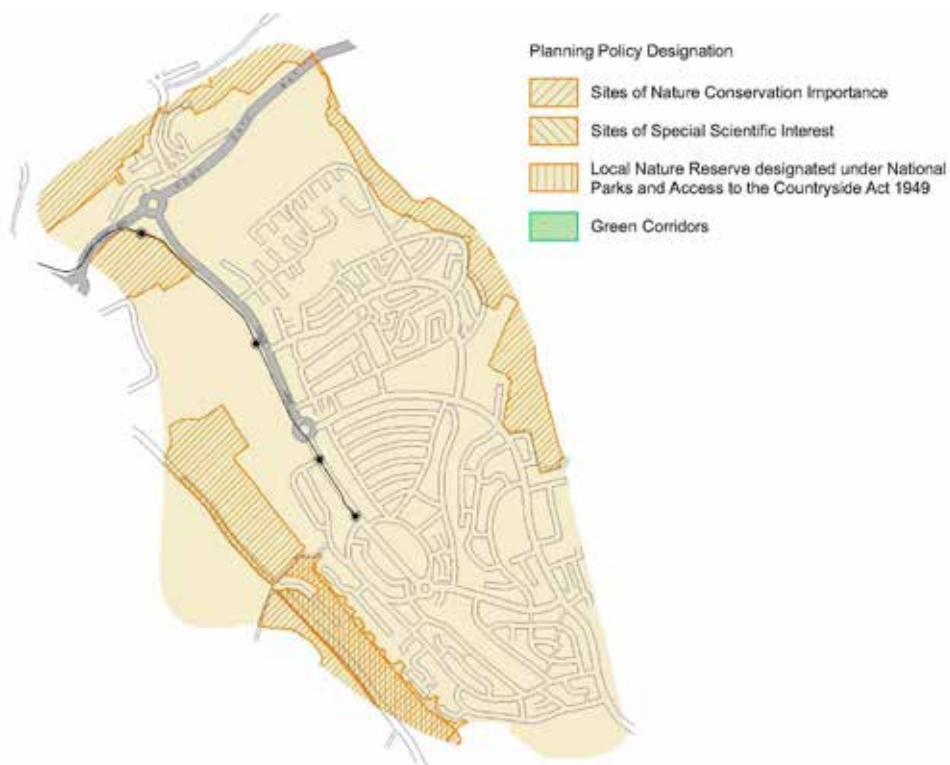 Planning Policy Designation
Sites of Nature Conservation Importance
Sites of Special Scientific Interest
Local Nature Reserve designated under National
Parks and Access to the Countryside Act 1949
Green Corridors